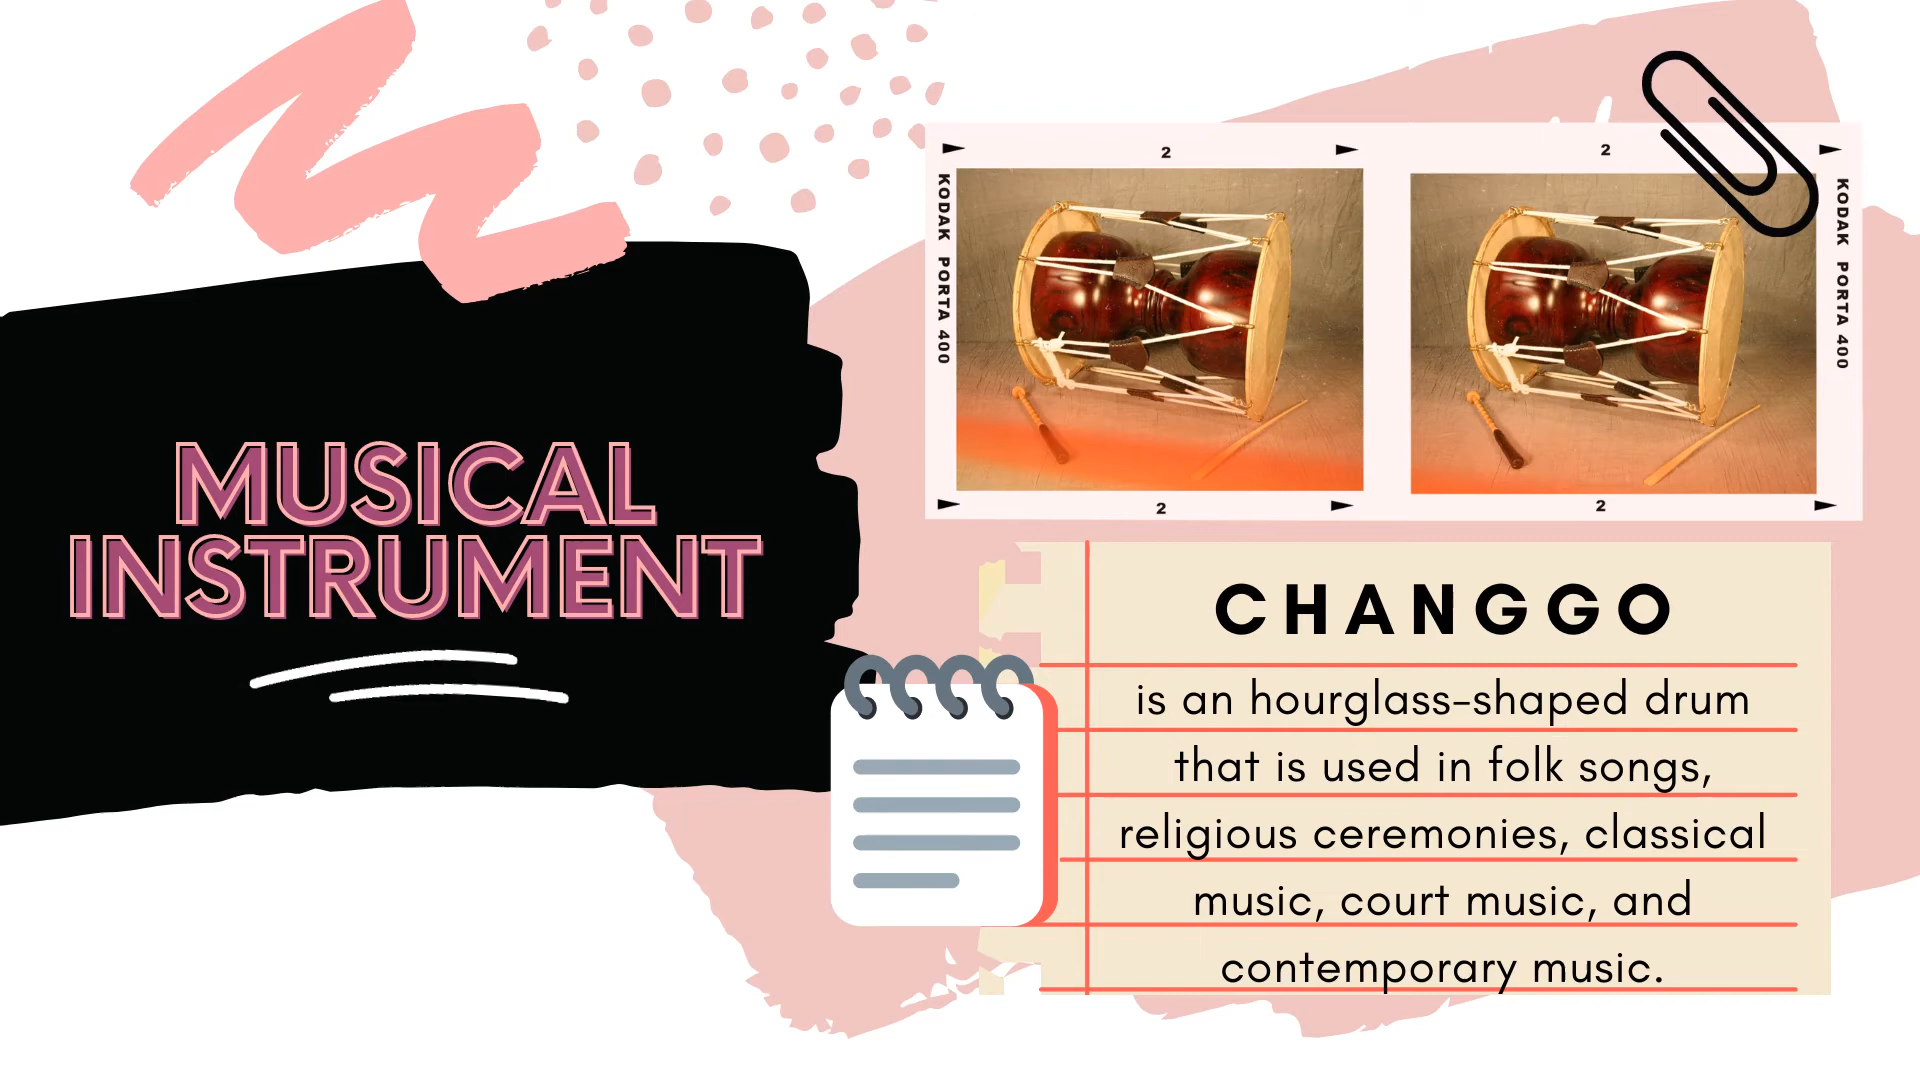 MUSICAL
INSTRUMENT
2
2
KODAK PORTA 400
KODAK PORTA 400
2
2
CHANGGO
is an hourglass-shaped drum
that is used in folk songs,
religious ceremonies, classical
music, court music, and
contemporary music.